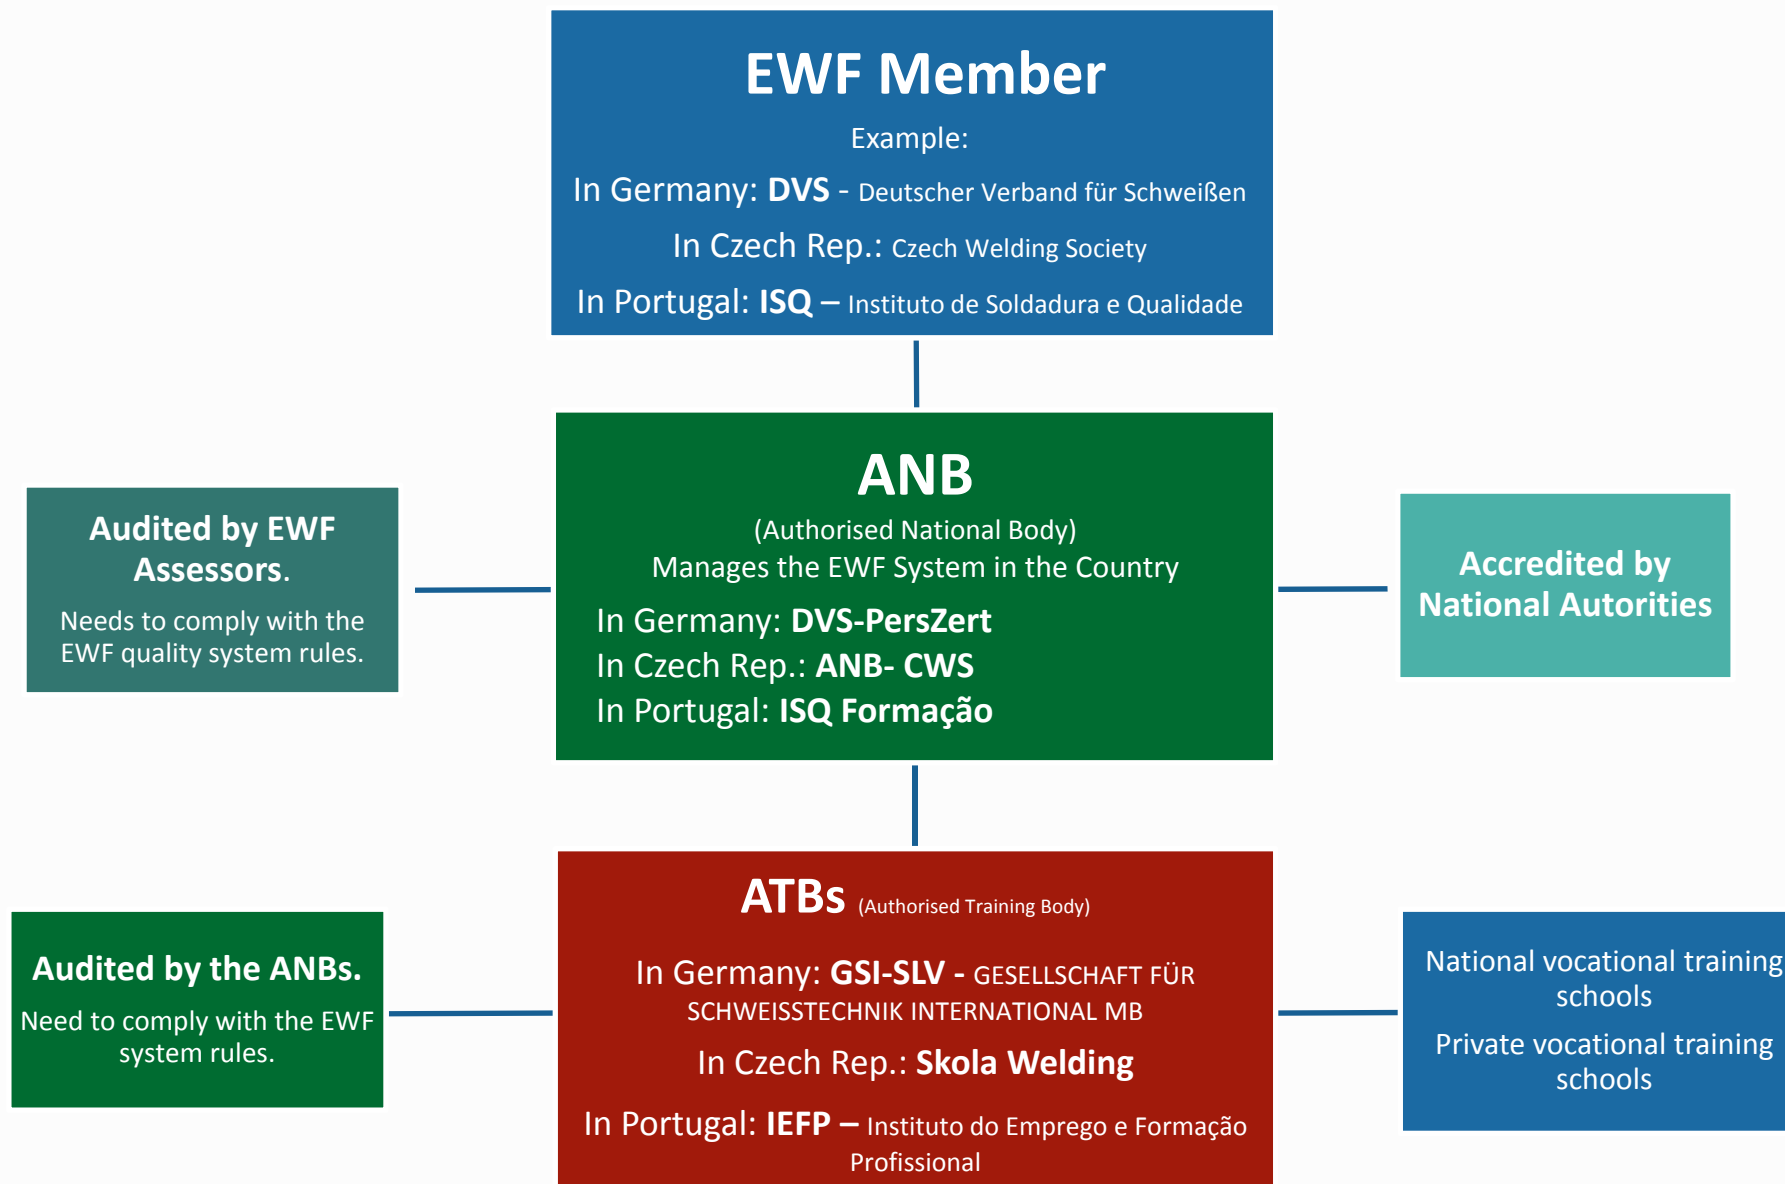 EWF Member
Example:
In Germany: DVS - Deutscher Verband für Schweißen
In Czech Rep.: Czech Welding Society
In Portugal: ISQ – Instituto de Soldadura e Qualidade
ANB
(Authorised National Body)
Manages the EWF System in the Country
In Germany: DVS-PersZert
In Czech Rep.: ANB- CWS
In Portugal: ISQ Formação
Audited by EWF
Assessors.
Needs to comply with the
EWF quality system rules.
Accredited by
National Autorities
ATBs (Authorised Training Body)
In Germany: GSI-SLV - GESELLSCHAFT FÜR
SCHWEISSTECHNIK INTERNATIONAL MB
In Czech Rep.: Skola Welding
In Portugal: IEFP – Instituto do Emprego e Formação
Profissional
Audited by the ANBs.
Need to comply with the EWF
system rules.
National vocational training
schools
Private vocational training
schools